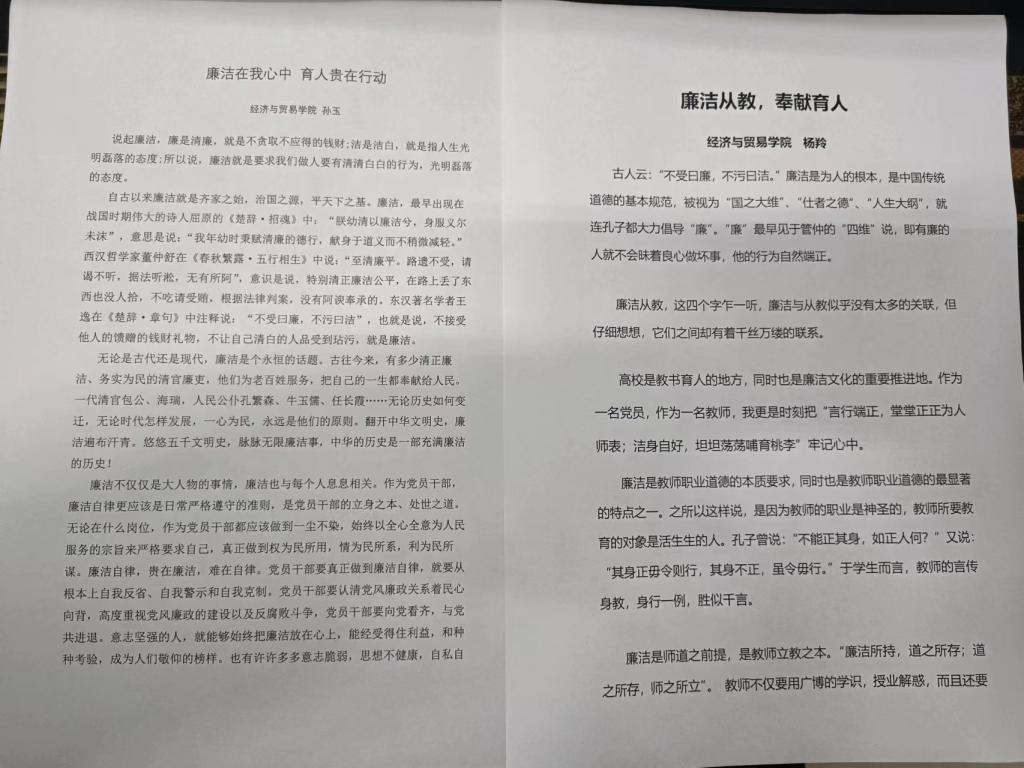 廉洁在我心中 育人贵在行动
经济与贸易学院 孙玉
说起廉洁，廉是清廉，就是不贪取不应得的钱财;洁是洁白，就是指人生光
明磊落的态度;所以说，廉洁就是要求我们做人要有清清白白的行为，光明磊落
的态度。
自古以来廉洁就是齐家之始，治国之源，平天下之基。廉洁，最早出现在
战国时期伟大的诗人屈原的《楚辞·招魂》中：“朕幼清以廉洁兮，身服义尔
未沫”，意思是说：“我年幼时秉赋清廉的德行，献身于道义而不稍微减轻。”
西汉哲学家董仲舒在《春秋繁露·五行相生》中说：“至清廉平。路遗不受，请
谒不听，据法听讼，无有所阿”，意识是说，特别清正廉洁公平，在路上丢了东
西也没人拾，不吃请受贿，根据法律判案，没有阿谀奉承的。东汉著名学者王
逸在《楚辞·章句》中注释说：“不受曰廉，不污曰洁”，也就是说，不接受
他人的馈赠的钱财礼物，不让自己清白的人品受到玷污，就是廉洁。
无论是古代还是现代，廉洁是个永恒的话题。古往今来，有多少清正廉
洁、务实为民的清官廉吏，他们为老百姓服务，把自己的一生都奉献给人民。
一代清官包公、海瑞，人民公仆孔繁森、牛玉儒、任长霞……无论历史如何变
迁，无论时代怎样发展，一心为民，永远是他们的原则。翻开中华文明史，廉
洁遍布汗青。悠悠五千文明史，脉脉无限廉洁事，中华的历史是一部充满廉洁
的历史！
廉洁不仅仅是大人物的事情，廉洁也与每个人息息相关。作为党员干部，
廉洁自律更应该是日常严格遵守的准则，是党员干部的立身之本、处世之道。
无论在什么岗位，作为党员干部都应该做到一尘不染，始终以全心全意为人民
服务的宗旨来严格要求自己，真正做到权为民所用，情为民所系，利为民所
谋。廉洁自律，贵在廉洁，难在自律。党员干部要真正做到廉洁自律，就要从
根本上自我反省、自我警示和自我克制。党员干部要认清党风廉政关系着民心
向背，高度重视党风廉政的建设以及反腐败斗争，党员干部要向党看齐，与党
共进退。意志坚强的人，就能够始终把廉洁放在心上，能经受得住利益，和种
种考验，成为人们敬仰的榜样。也有许许多多意志脆弱，思想不健康，自私自
廉洁从教，奉献育人
经济与贸易学院 杨羚
古人云：“不受曰廉，不污曰洁。”廉洁是为人的根本，是中国传统
道德的基本规范，被视为“国之大维”、“仕者之德”、“人生大纲”，就
连孔子都大力倡导“廉”。“廉”最早见于管仲的“四维”说，即有廉的
人就不会昧着良心做坏事，他的行为自然端正。
廉洁从教，这四个字乍一听，廉洁与从教似乎没有太多的关联，但
仔细想想，它们之间却有着千丝万缕的联系。
高校是教书育人的地方，同时也是廉洁文化的重要推进地。作为
一名党员，作为一名教师，我更是时刻把“言行端正，堂堂正正为人
师表；洁身自好，坦坦荡荡哺育桃李”牢记心中。
廉洁是教师职业道德的本质要求，同时也是教师职业道德的最显著
的特点之一。之所以这样说，是因为教师的职业是神圣的，教师所要教
育的对象是活生生的人。孔子曾说：“不能正其身，如正人何？”又说：
“其身正毋令则行，其身不正，虽令毋行。”于学生而言，教师的言传
身教，身行一例，胜似千言。
廉洁是师道之前提，是教师立教之本。“廉洁所持，道之所存；道
之所存，师之所立”。 教师不仅要用广博的学识，授业解惑，而且还要